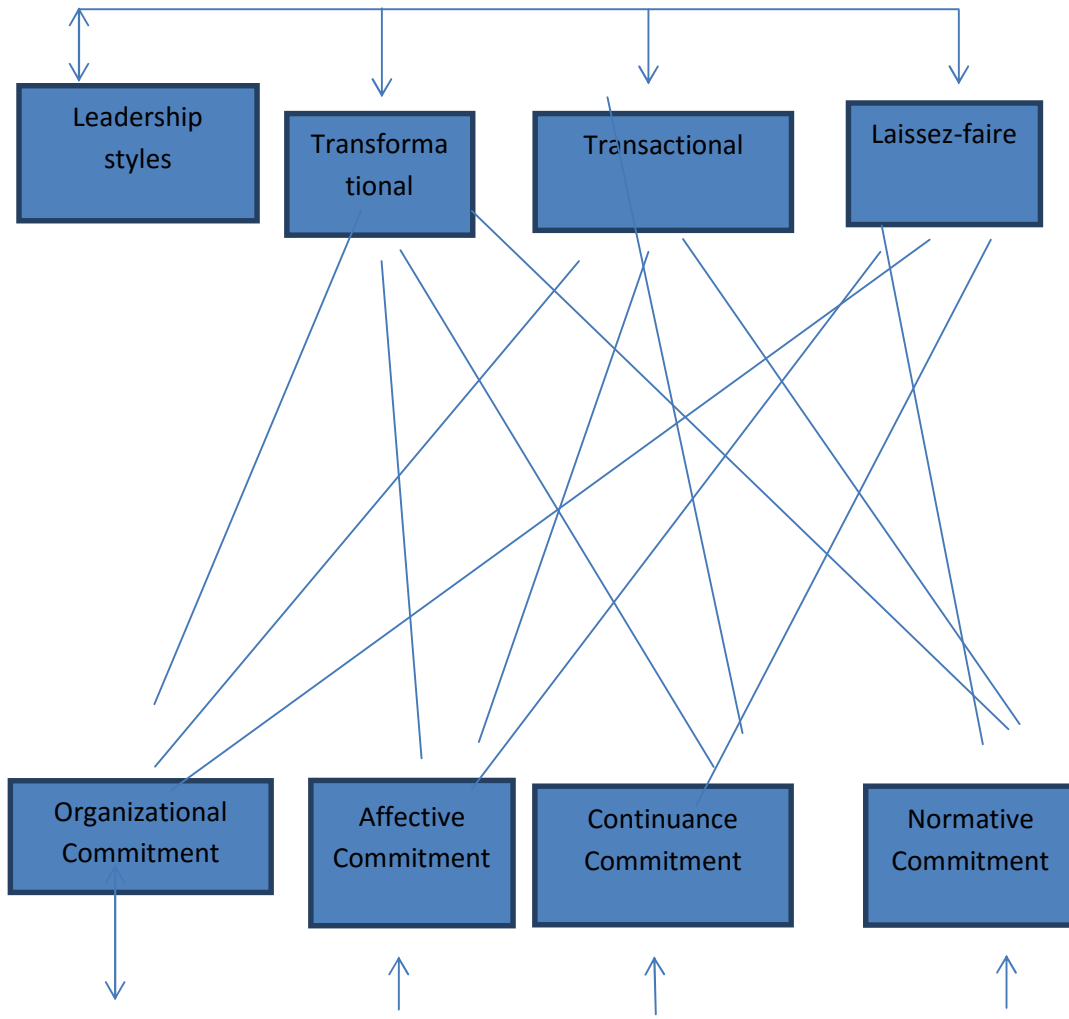 Leadership
styles
Transforma
tional
Transactional
Laissez-faire
Organizational
Commitment
Affective
Commitment
Continuance
Commitment
Normative
Commitment